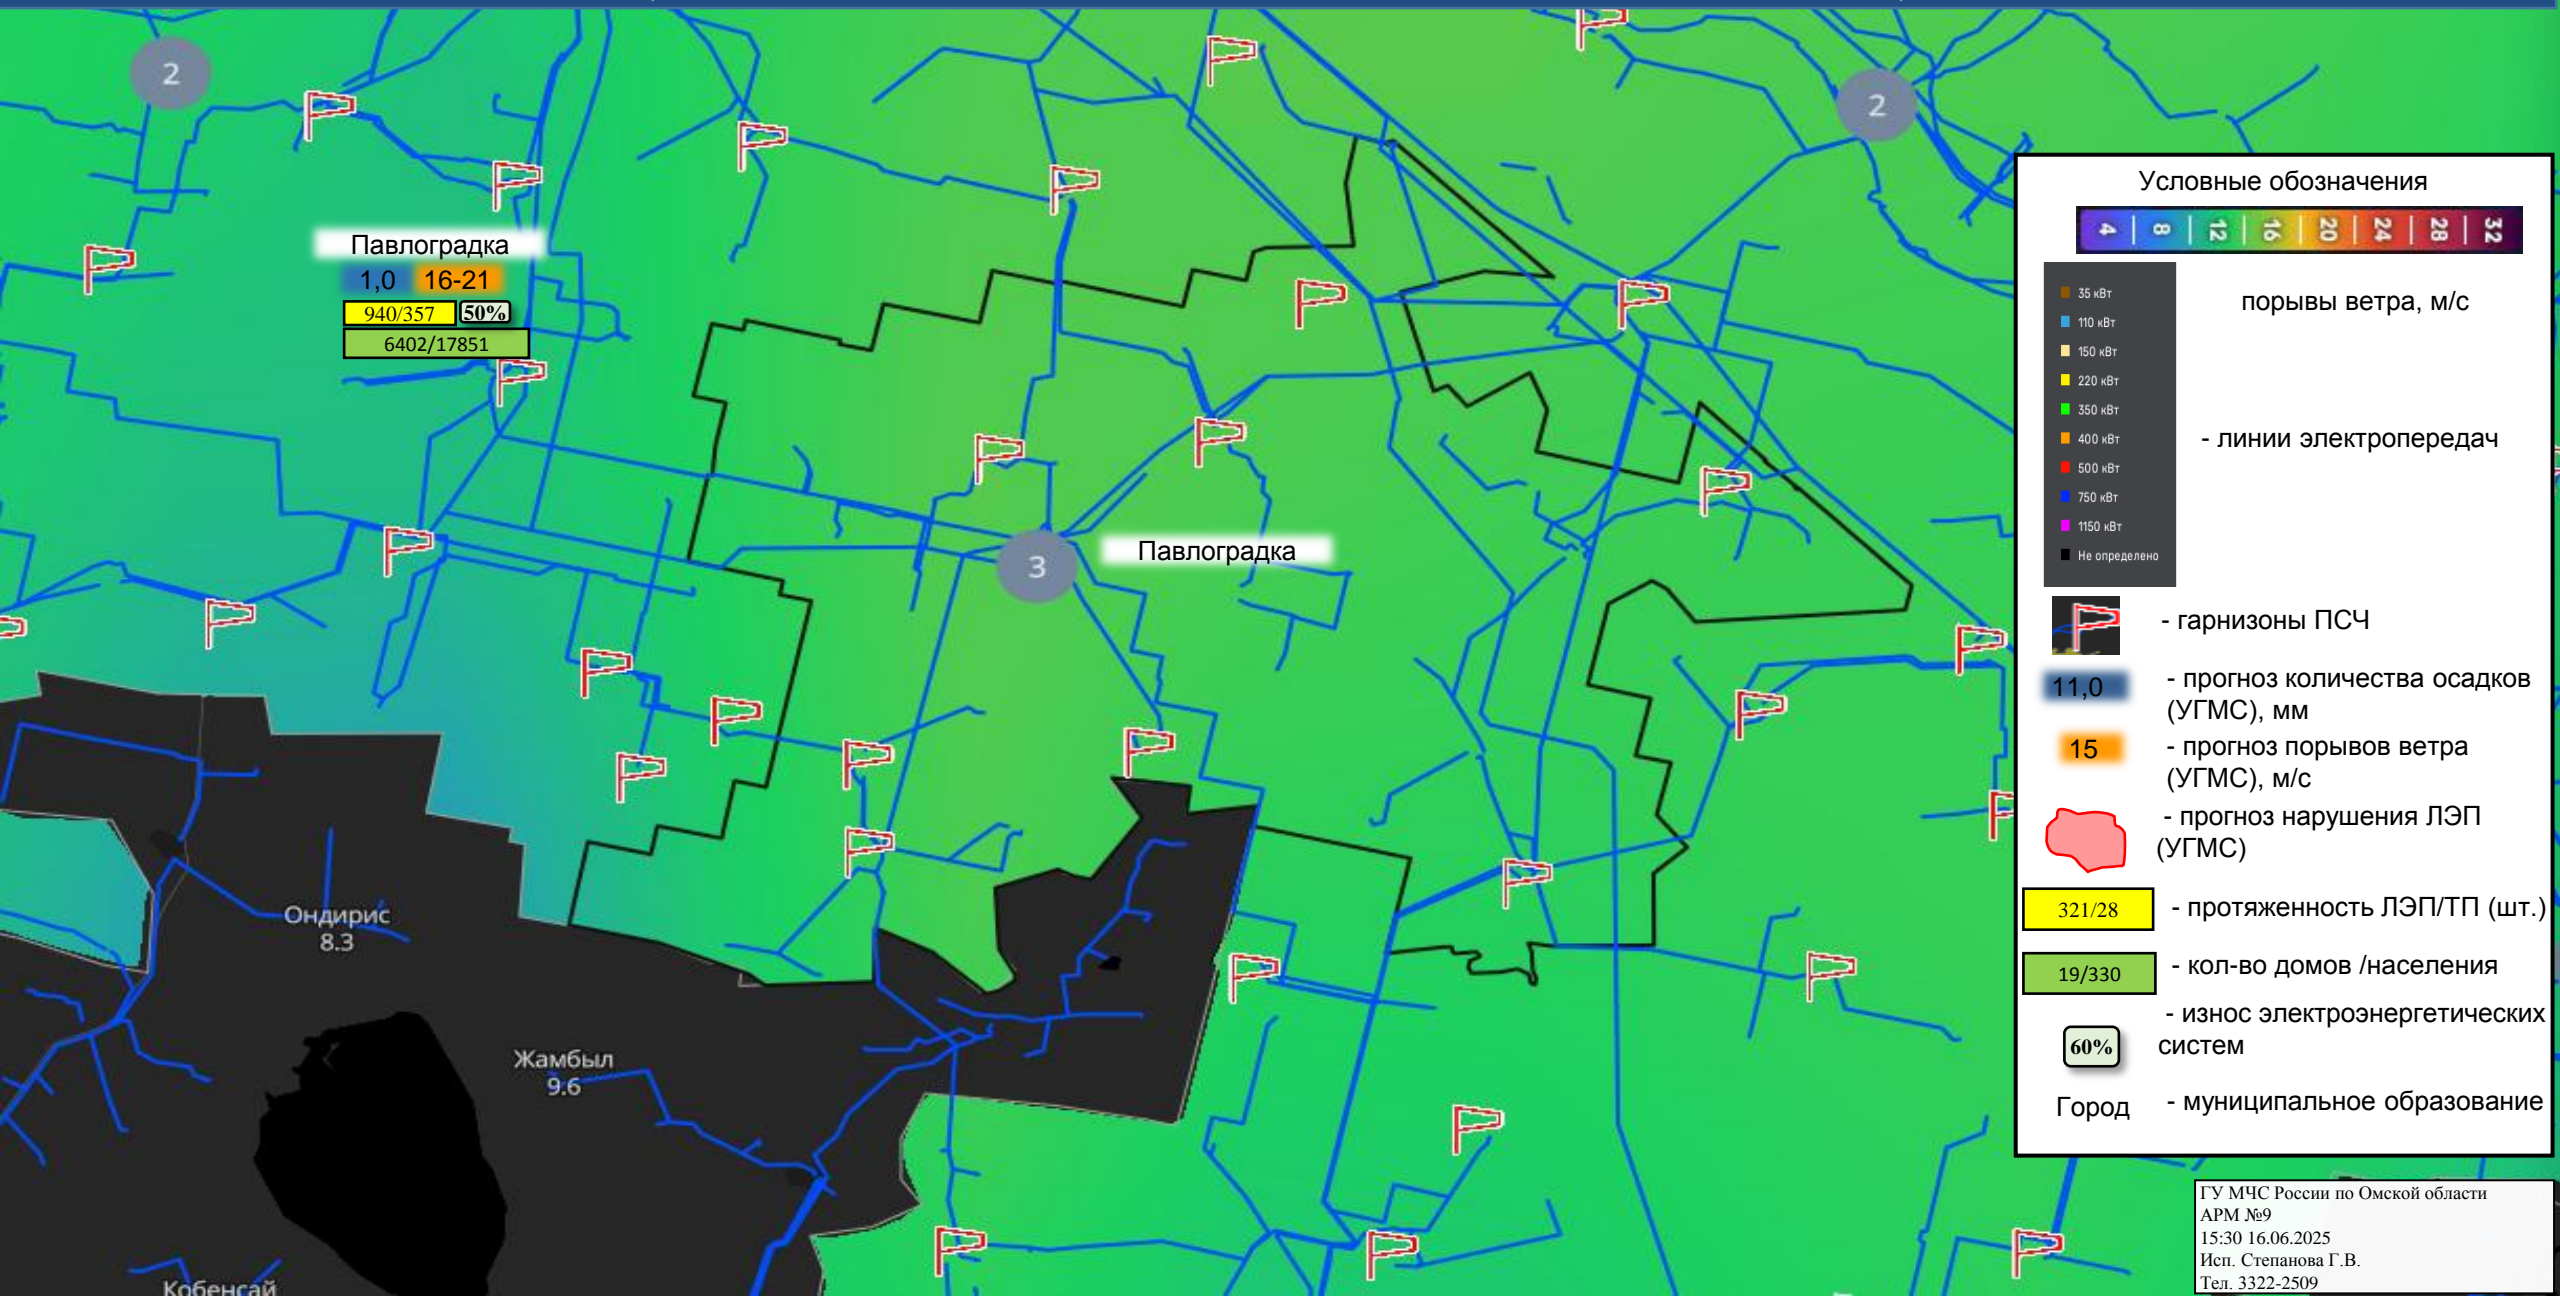 2
2
Павлоградка
1,0 16-21
940/357 50%
6402/17851
Павлоградка
3
Ондирис
8.3
Жамбыл
9.6
Кобенсай
Условные обозначения
4 8 12 16 20 24 28 32
порывы ветра, м/с
35 кВт
110 кВт
150 кВт
220 кВт
350 кВт
400 кВт
500 кВт
750 кВт
1150 кВт
Не определено
- линии электропередач
- гарнизоны ПСЧ
11,0 - прогноз количества осадков
(УГМС), мм
15 - прогноз порывов ветра
(УГМС), м/с
- прогноз нарушения ЛЭП
(УГМС)
321/28 - протяженность ЛЭП/ТП (шт.)
19/330 - кол-во домов /населения
- износ электроэнергетических
60% систем
Город - муниципальное образование
ГУ МЧС России по Омской области
АРМ №9
15:30 16.06.2025
Исп. Степанова Г.В.
Тел. 3322-2509